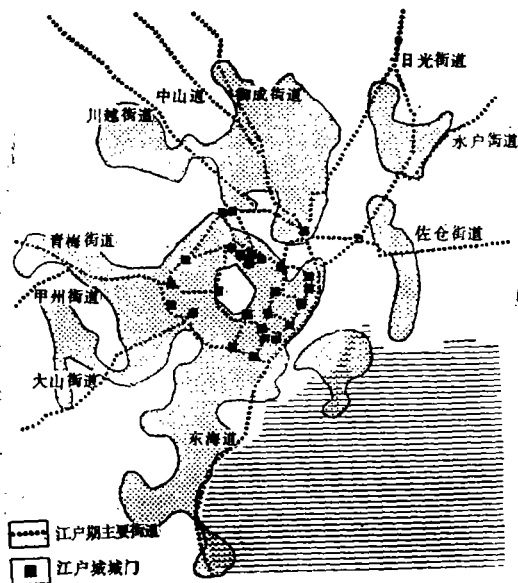 日光街道
中山道
御成街道
川越街道
水户街道
青梅街道
佐仓街道
甲州街道
大山街道
东海道
江户期主要街道
江户城城门